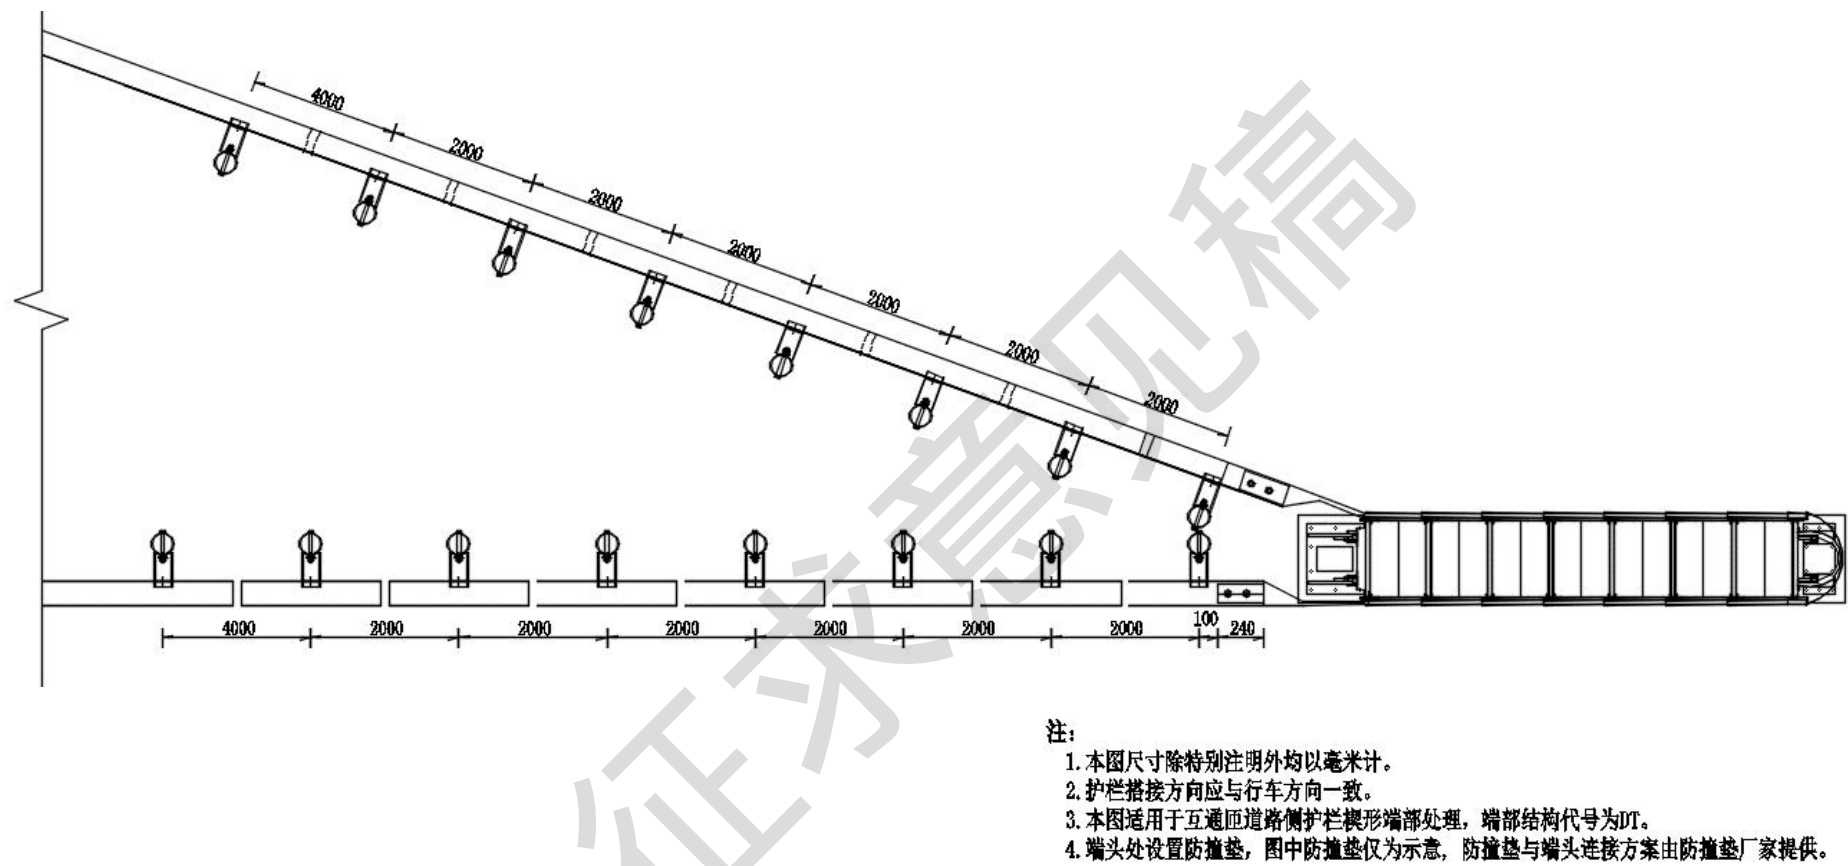 4000
2000
2000
2000
2000
2000
2000
4000
2000
2000
2000
2000
2000
2000
100
240
注：
1.本图尺寸除特别注明外均以毫米计。
2.护栏搭接方向应与行车方向一致。
3.本图适用于互通匝道路侧护栏楔形端部处理，端部结构代号为DT。
4.端头处设置防撞垫，图中防撞垫仅为示意，防撞垫与端头连接方案由防撞垫厂家提供。
征求意见稿